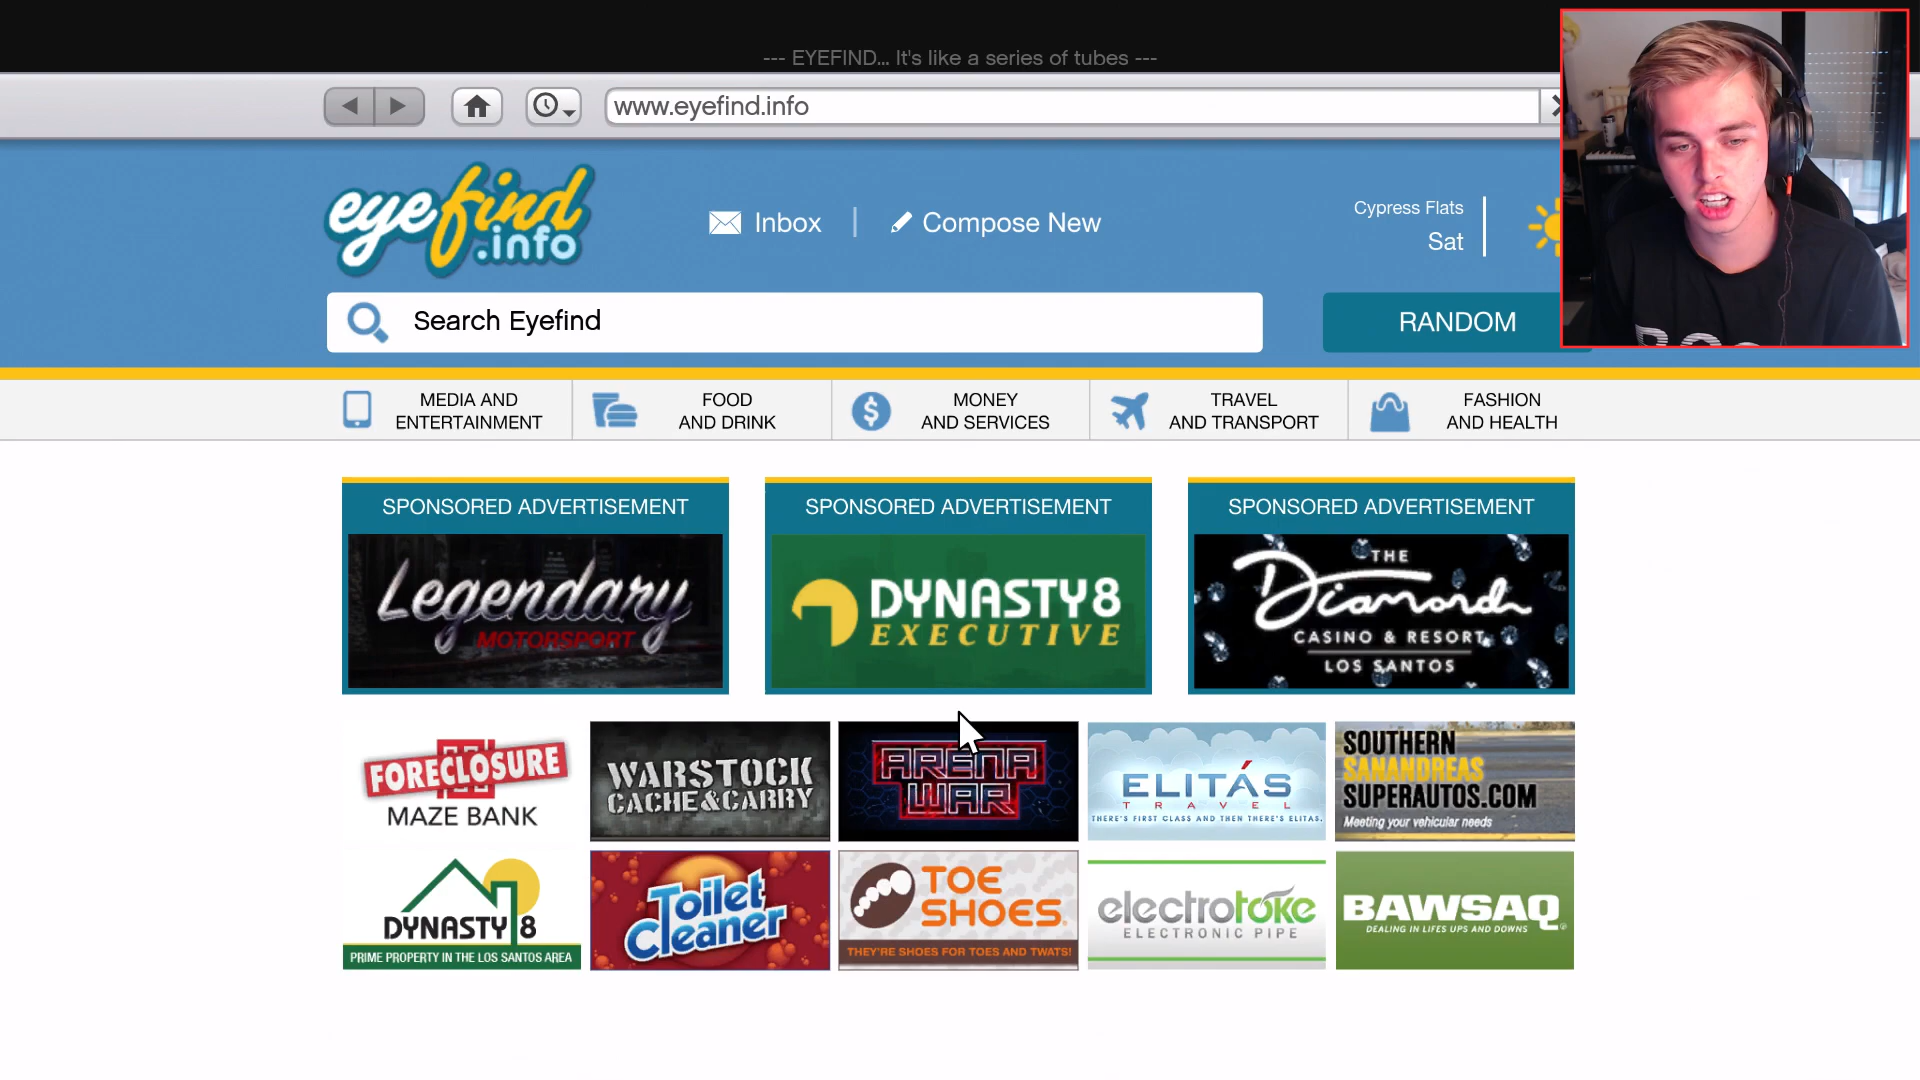 --- EYEFIND... It's like a series of tubes ---
www.eyefind.info
eyefind
.info
Inbox
Compose New
Cypress Flats
Sat
Search Eyefind
RANDOM
MEDIA AND
ENTERTAINMENT
FOOD
AND DRINK
MONEY
AND SERVICES
TRAVEL
AND TRANSPORT
FASHION
AND HEALTH
SPONSORED ADVERTISEMENT
Legendary
MOTORSPORT
SPONSORED ADVERTISEMENT
DYNASTY8
EXECUTIVE
SPONSORED ADVERTISEMENT
THE
Diamond
CASINO & RESORT
LOS SANTOS
FORECLOSURE
MAZE BANK
WARSTOCK
CACHE&CARRY
ARENA
WAR
ELITÁS
TRAVEL
THERE'S FIRST CLASS AND THEN THERE'S ELITAS.
SOUTHERN
SANANDREAS
SUPERAUTOS.COM
Meeting your vehicular needs
DYNASTY 8
PRIME PROPERTY IN THE LOS SANTOS AREA
Toilet
Cleaner
TOE
SHOES
THEY'RE SHOES FOR TOES AND TWATS!
electrotoke
ELECTRONIC PIPE
BAWSAQ
DEALING IN LIFES UPS AND DOWNS